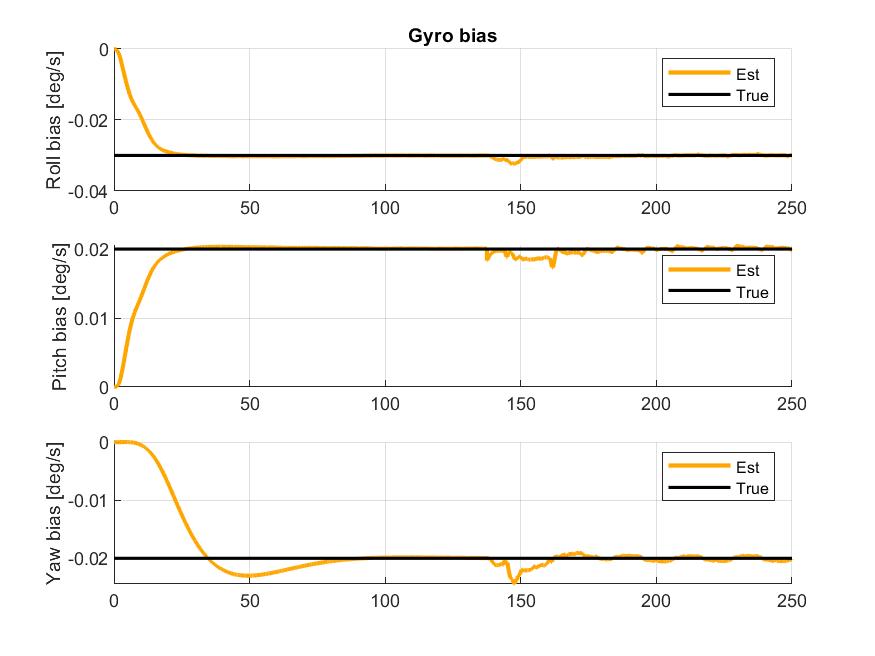 Gyro bias
Roll bias [deg/s]
0
-0.02
-0.04
Est
True
0 50 100 150 200 250
Pitch bias [deg/s]
0.02
0.01
0
Est
True
0 50 100 150 200 250
Yaw bias [deg/s]
0
-0.01
-0.02
Est
True
0 50 100 150 200 250